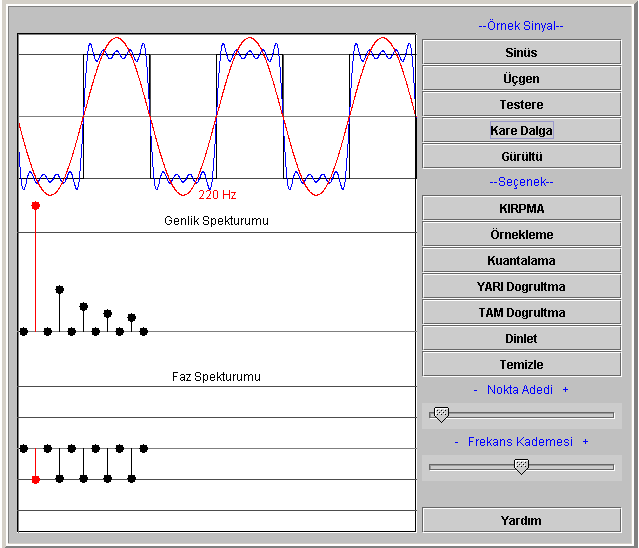 220 Hz
Genlik Spekturumu
Faz Spekturumu
--Örnek Sinyal--
Sinüs
Üçgen
Testere
Kare Dalga
Gürültü
--Seçenek--
KIRPMA
Örnekleme
Kuantalama
YARI Dogrultma
TAM Dogrultma
Dinlet
Temizle
- Nokta Adedi +
- Frekans Kademesi +
Yardım